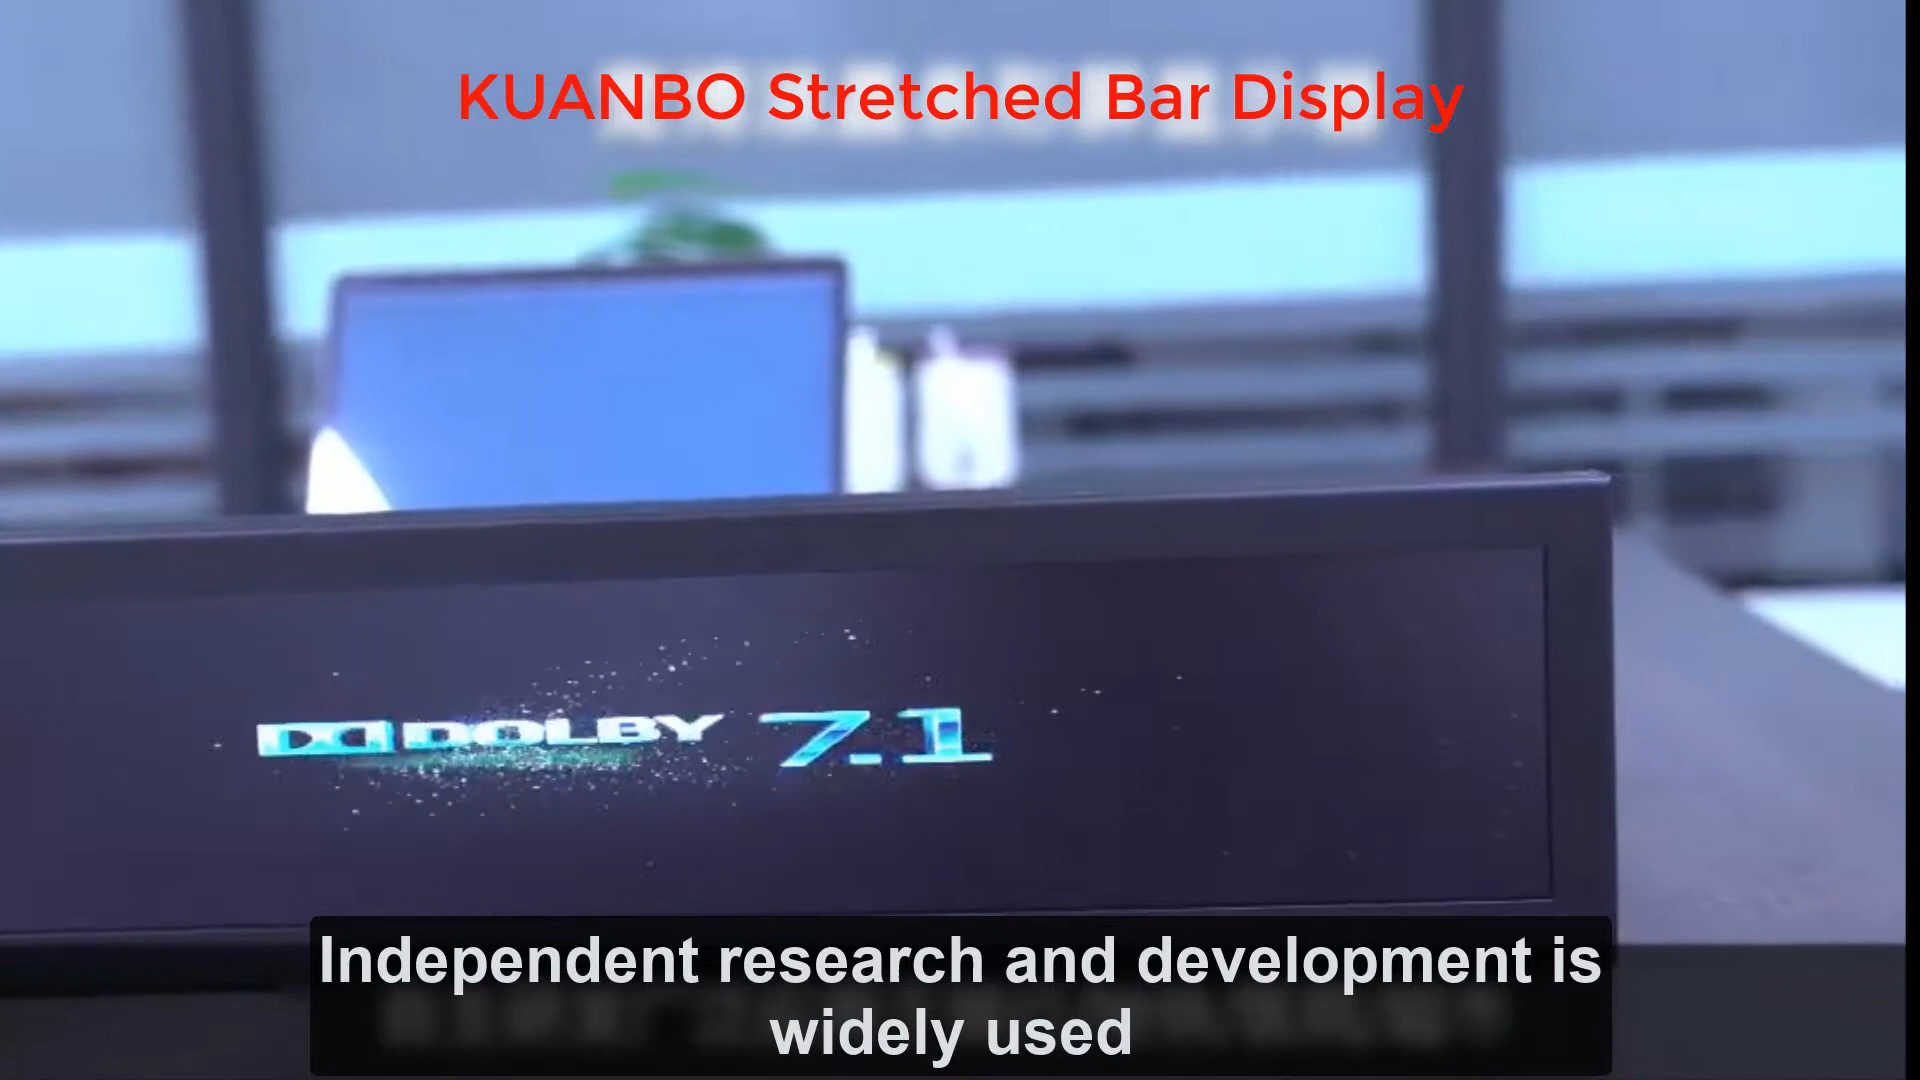 KUANBO Stretched Bar Display
DOLBY 7.1
Independent research and development is
widely used